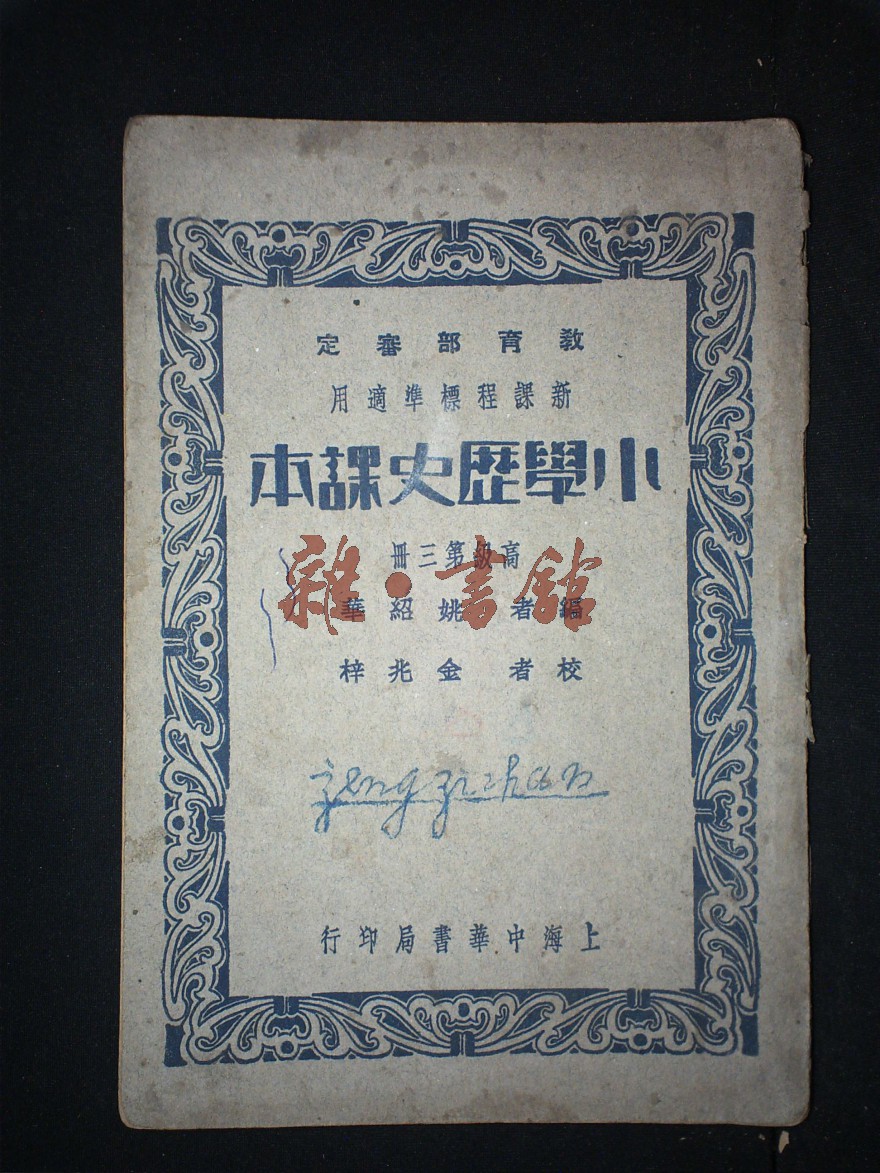 教育部審定
新課程標準適用
小學歷史課本
高級第三冊
編者 姚紹華
校者 金兆梓
雜·書館
上海中華書局印行